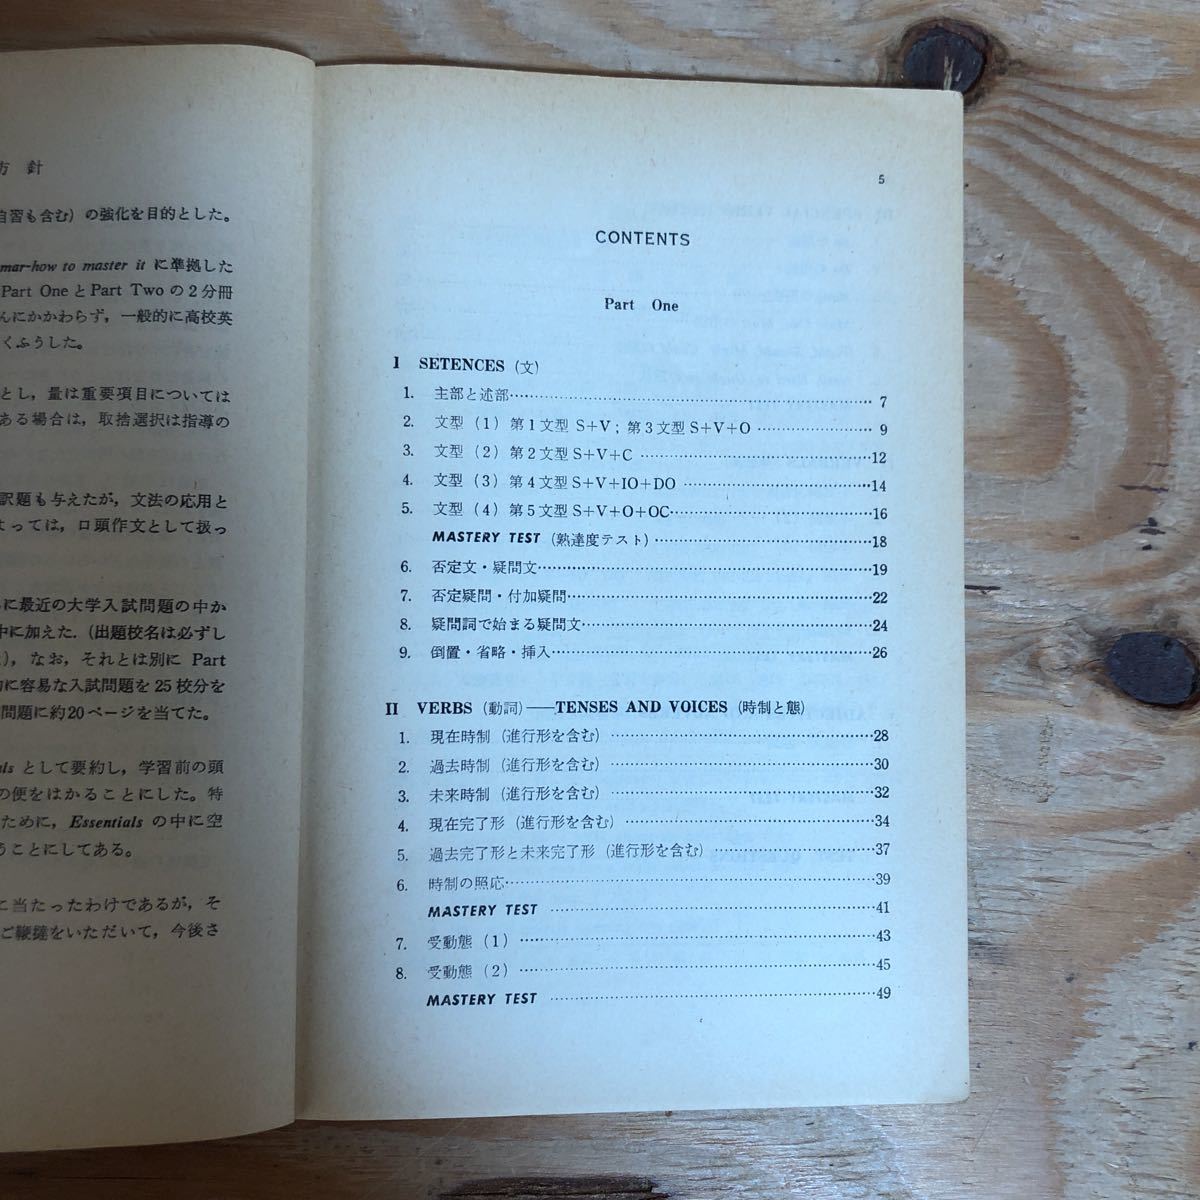 方針
自習も含む) の強化を目的とした。
mar-how to master it に準拠した
Part One と Part Two の2分冊
んにかかわらず，一般的に高校英
くふうした。
とし，量は重要項目については
ある場合は，取捨選択は指導の
訳題も与えたが，文法の応用と
よっては，口頭作文として扱っ
に最近の大学入試問題の中か
中に加えた．(出題校名は必ずし
)，なお，それとは別に Part
に容易な入試問題を25校分を
問題に約20ページを当てた。
als として要約し，学習前の頭
の便をはかることにした。特
ために，Essentials の中に空
うことにしてある。
に当たったわけであるが，そ
ご鞭撻をいただいて，今後さ
5
CONTENTS
Part One
I SETENCES (文)
1. 主部と述部……7
2. 文型 (1) 第1文型 S+V；第3文型 S+V+O……9
3. 文型 (2) 第2文型 S+V+C……12
4. 文型 (3) 第4文型 S+V+IO+DO……14
5. 文型 (4) 第5文型 S+V+O+OC……16
MASTERY TEST (熟達度テスト)……18
6. 否定文・疑問文……19
7. 否定疑問・付加疑問……22
8. 疑問詞で始まる疑問文……24
9. 倒置・省略・挿入……26
II VERBS (動詞)——TENSES AND VOICES (時制と態)
1. 現在時制 (進行形を含む)……28
2. 過去時制 (進行形を含む)……30
3. 未来時制 (進行形を含む)……32
4. 現在完了形 (進行形を含む)……34
5. 過去完了形と未来完了形 (進行形を含む)……37
6. 時制の照応……39
MASTERY TEST……41
7. 受動態 (1)……43
8. 受動態 (2)……45
MASTERY TEST……49